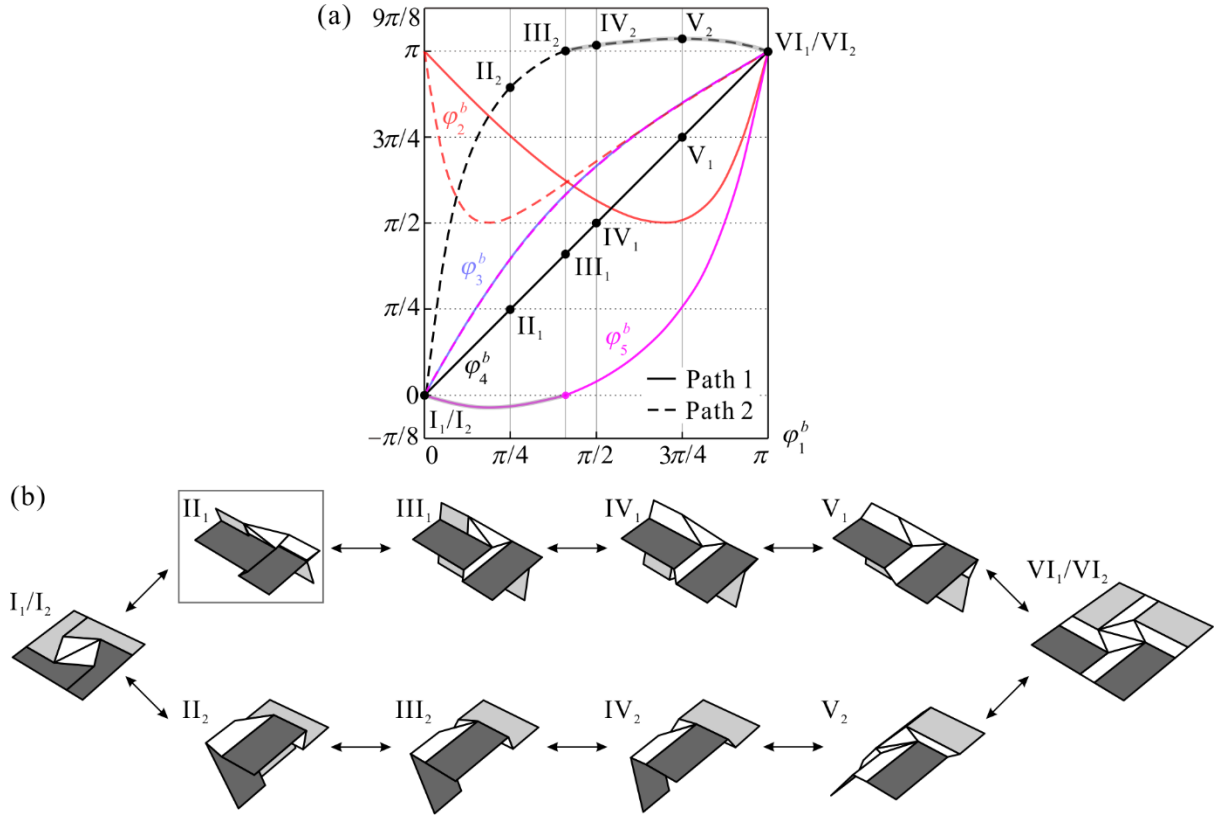 (a)
9π/8
π
3π/4
π/2
π/4
0
−π/8
III₂
IV₂
V₂
VI₁/VI₂
II₂
φ₂ᵇ
V₁
IV₁
φ₃ᵇ
III₁
II₁
φ₅ᵇ
φ₄ᵇ
Path 1
Path 2
I₁/I₂
0
π/4
π/2
3π/4
π
φ₁ᵇ
(b)
II₁
III₁
IV₁
V₁
I₁/I₂
VI₁/VI₂
II₂
III₂
IV₂
V₂